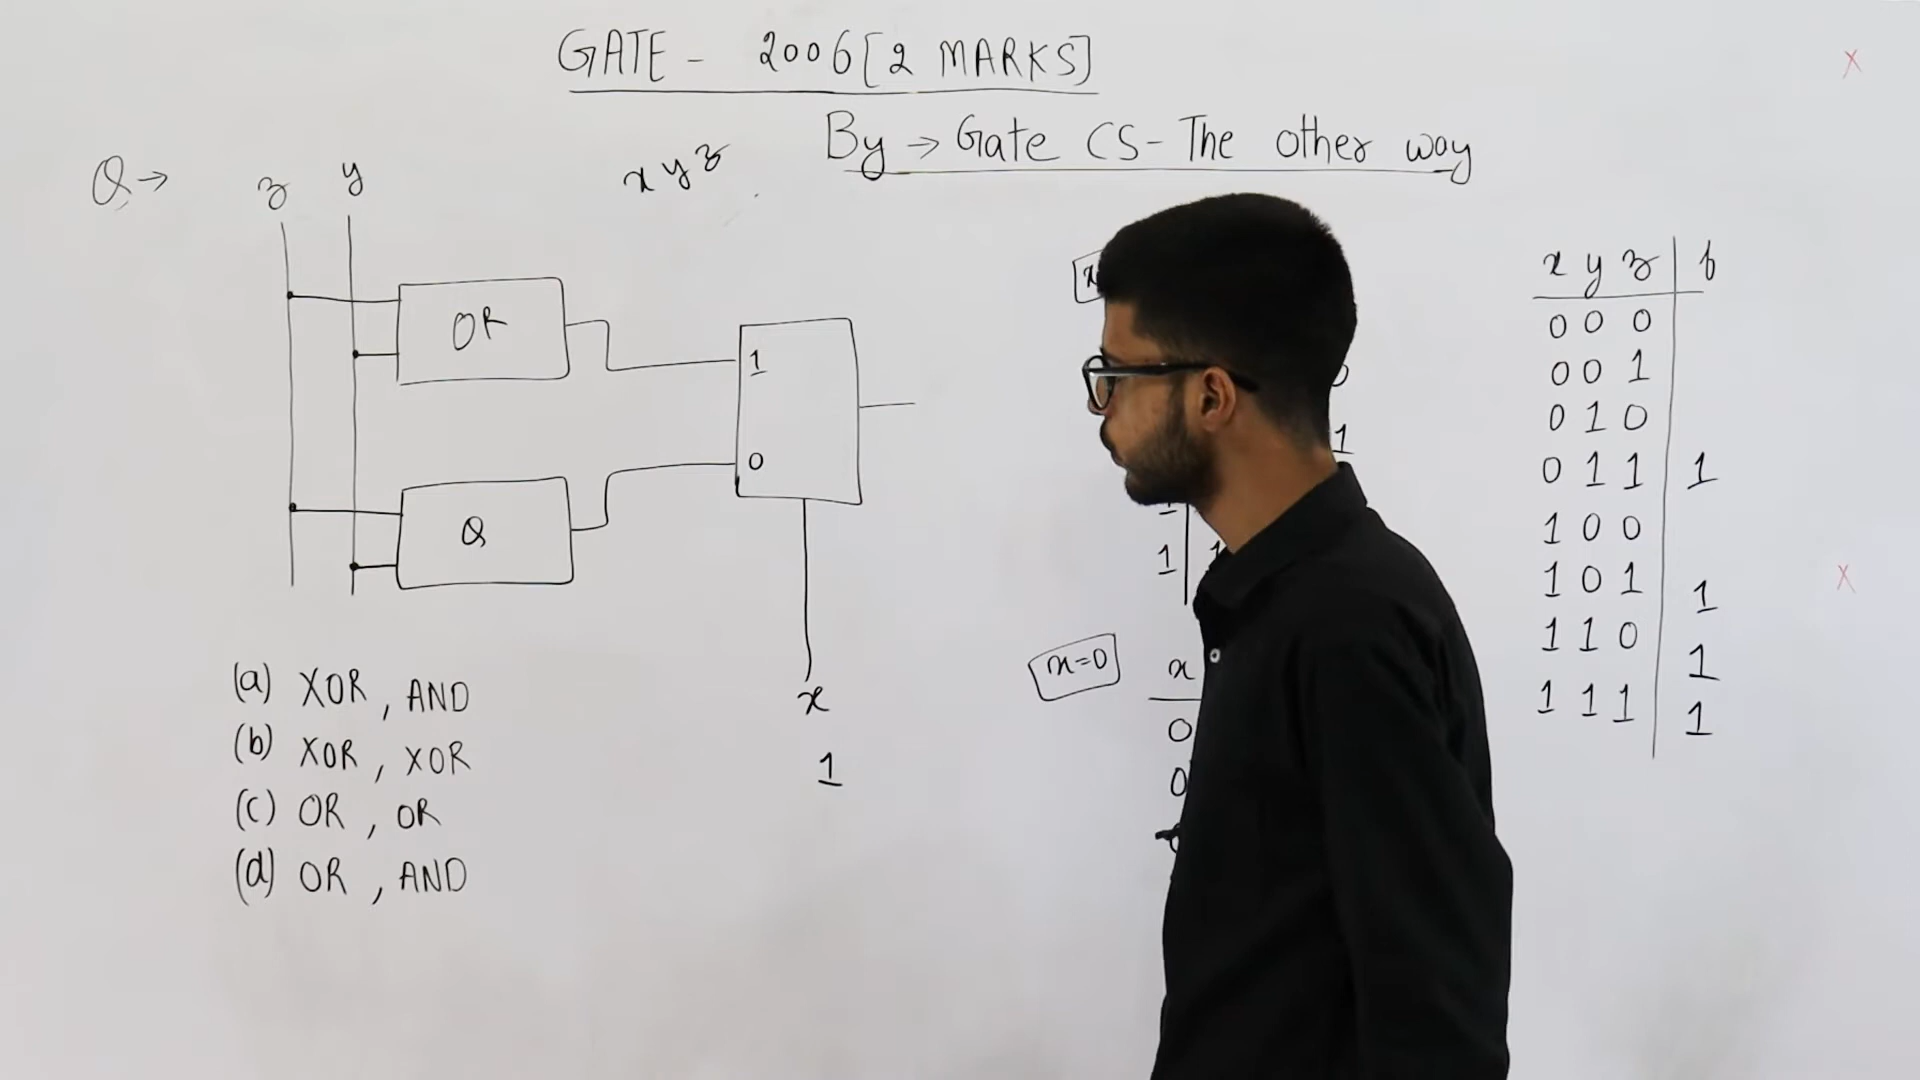 GATE - 2006 [2 MARKS]
By → Gate CS - The other way
Q →
z y
x y z
OR
1
0
Q
x
1
(a) XOR, AND
(b) XOR, XOR
(c) OR, OR
(d) OR, AND
1
1
x=0
x
0
0
x y z f
0 0 0
0 0 1
0 1 0
0 1 1 1
1 0 0
1 0 1 1
1 1 0 1
1 1 1 1